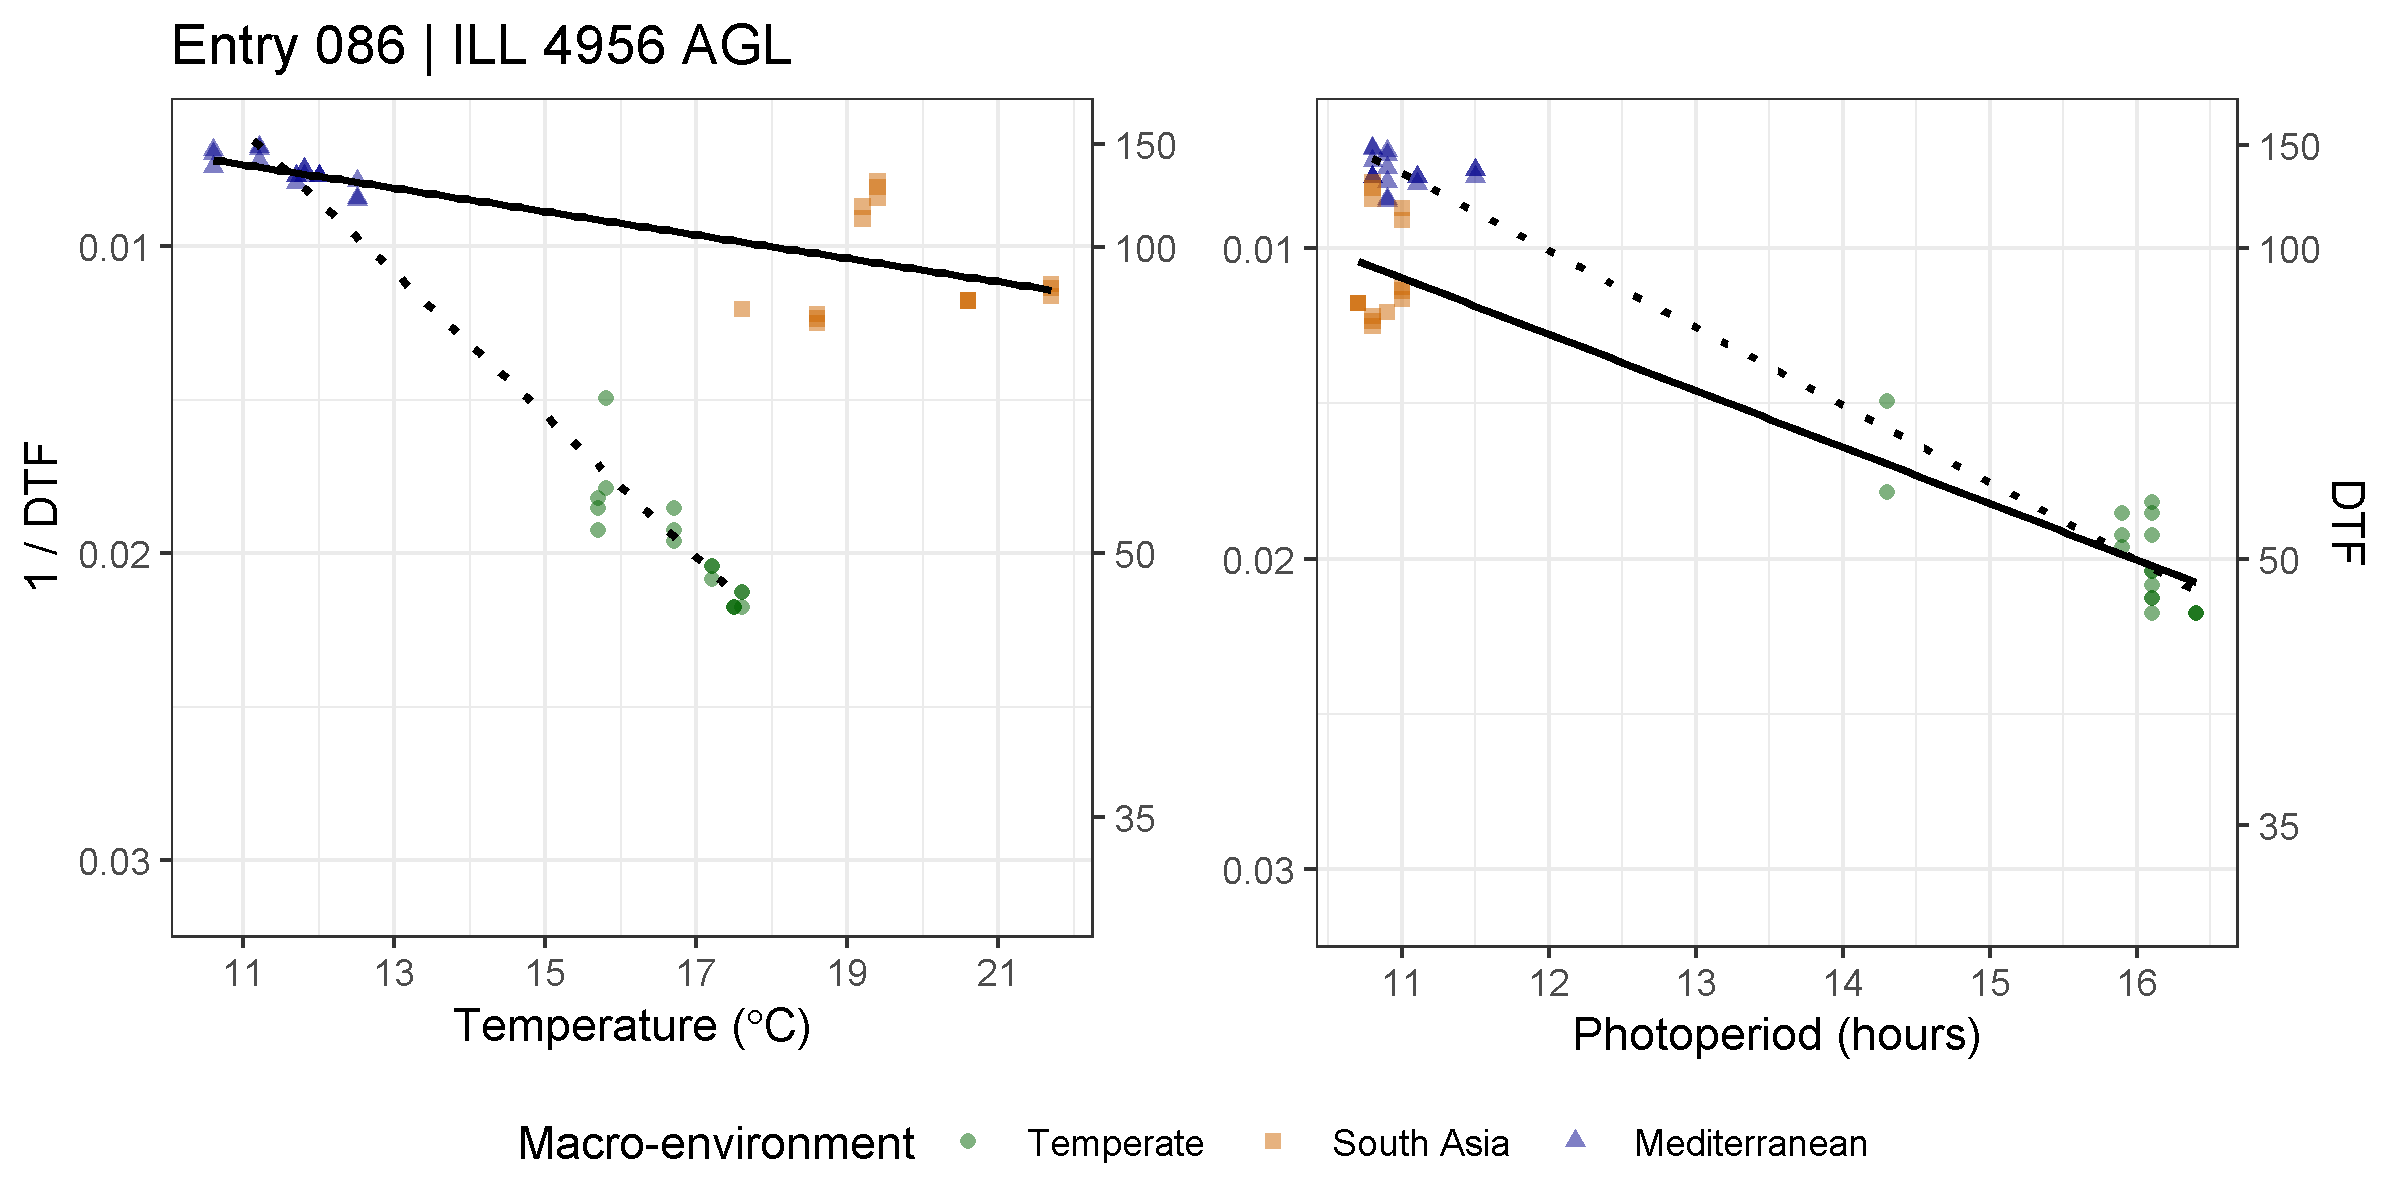 Entry 086 | ILL 4956 AGL
1 / DTF
0.01
0.02
0.03
150
100
50
35
11 13 15 17 19 21
Temperature (°C)
0.01
0.02
0.03
150
100
50
35
DTF
11 12 13 14 15 16
Photoperiod (hours)
Macro-environment Temperate South Asia Mediterranean